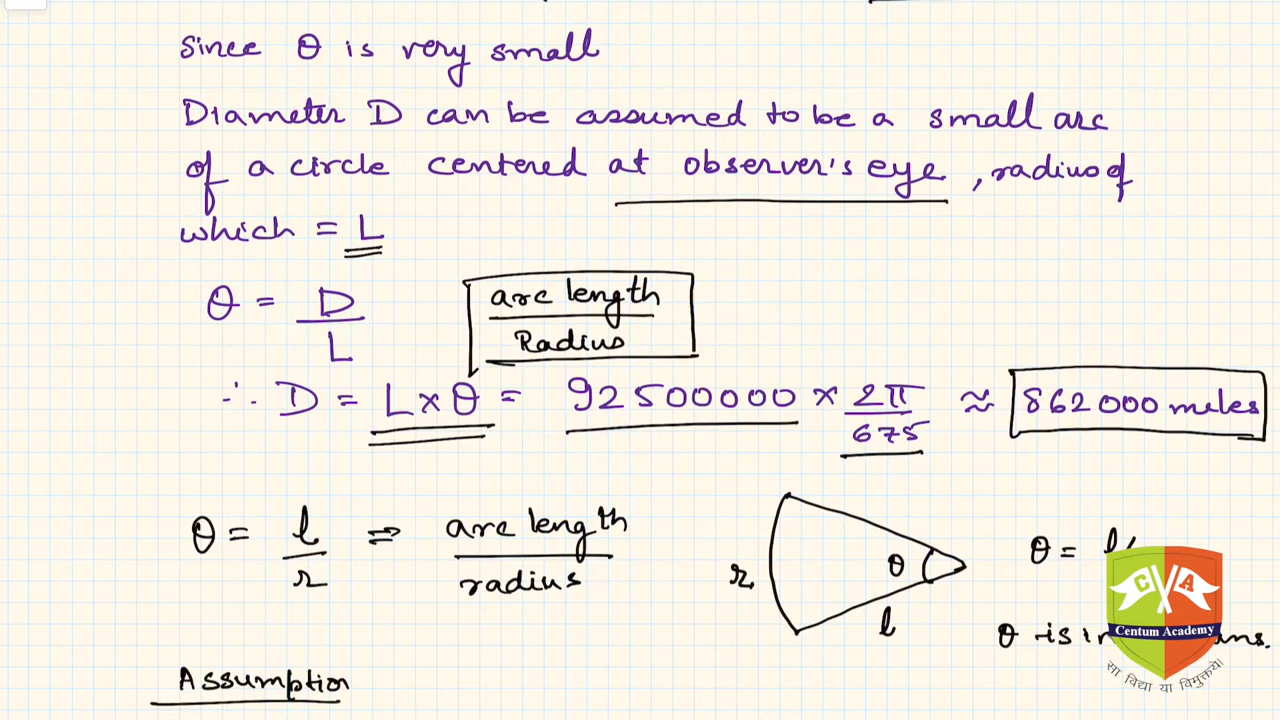 Since θ is very small
Diameter D can be assumed to be a small arc
of a circle centered at observer's eye, radius of
which = L
θ = D/L
arc length
Radius
∴ D = L×θ = 92500000 × 2π/675 ≈ 862000 miles
θ = l/r ⇒ arc length/radius
r
θ
l
θ = l/
θ is in
C A
Centum Academy
सा विद्या या विमुक्तये।
Assumption